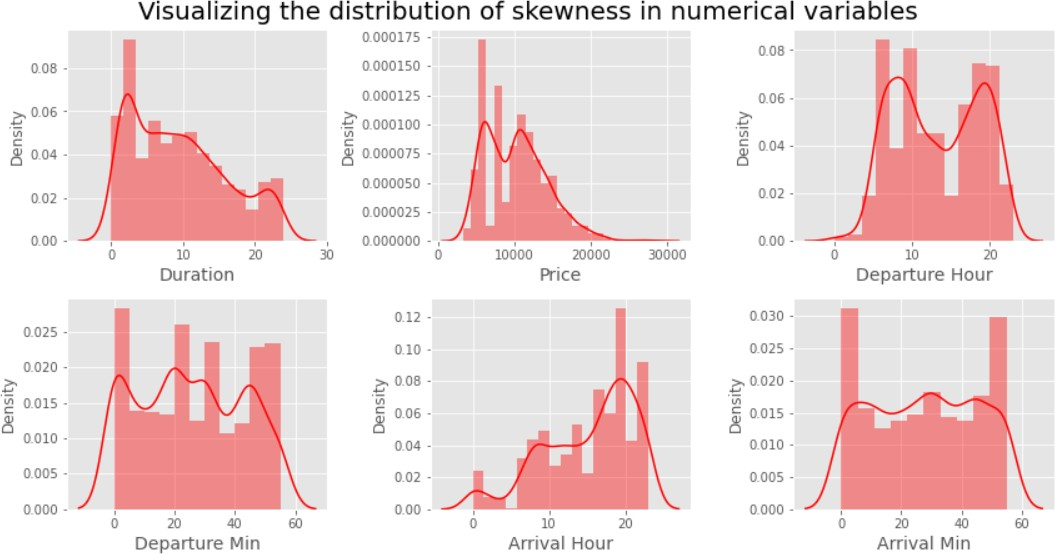 Visualizing the distribution of skewness in numerical variables
Density
0.08
0.06
0.04
0.02
0.00
0 10 20 30
Duration
Density
0.000175
0.000150
0.000125
0.000100
0.000075
0.000050
0.000025
0.000000
0 10000 20000 30000
Price
Density
0.08
0.06
0.04
0.02
0.00
0 10 20
Departure Hour
Density
0.025
0.020
0.015
0.010
0.005
0.000
0 20 40 60
Departure Min
Density
0.12
0.10
0.08
0.06
0.04
0.02
0.00
0 10 20
Arrival Hour
Density
0.030
0.025
0.020
0.015
0.010
0.005
0.000
0 20 40 60
Arrival Min